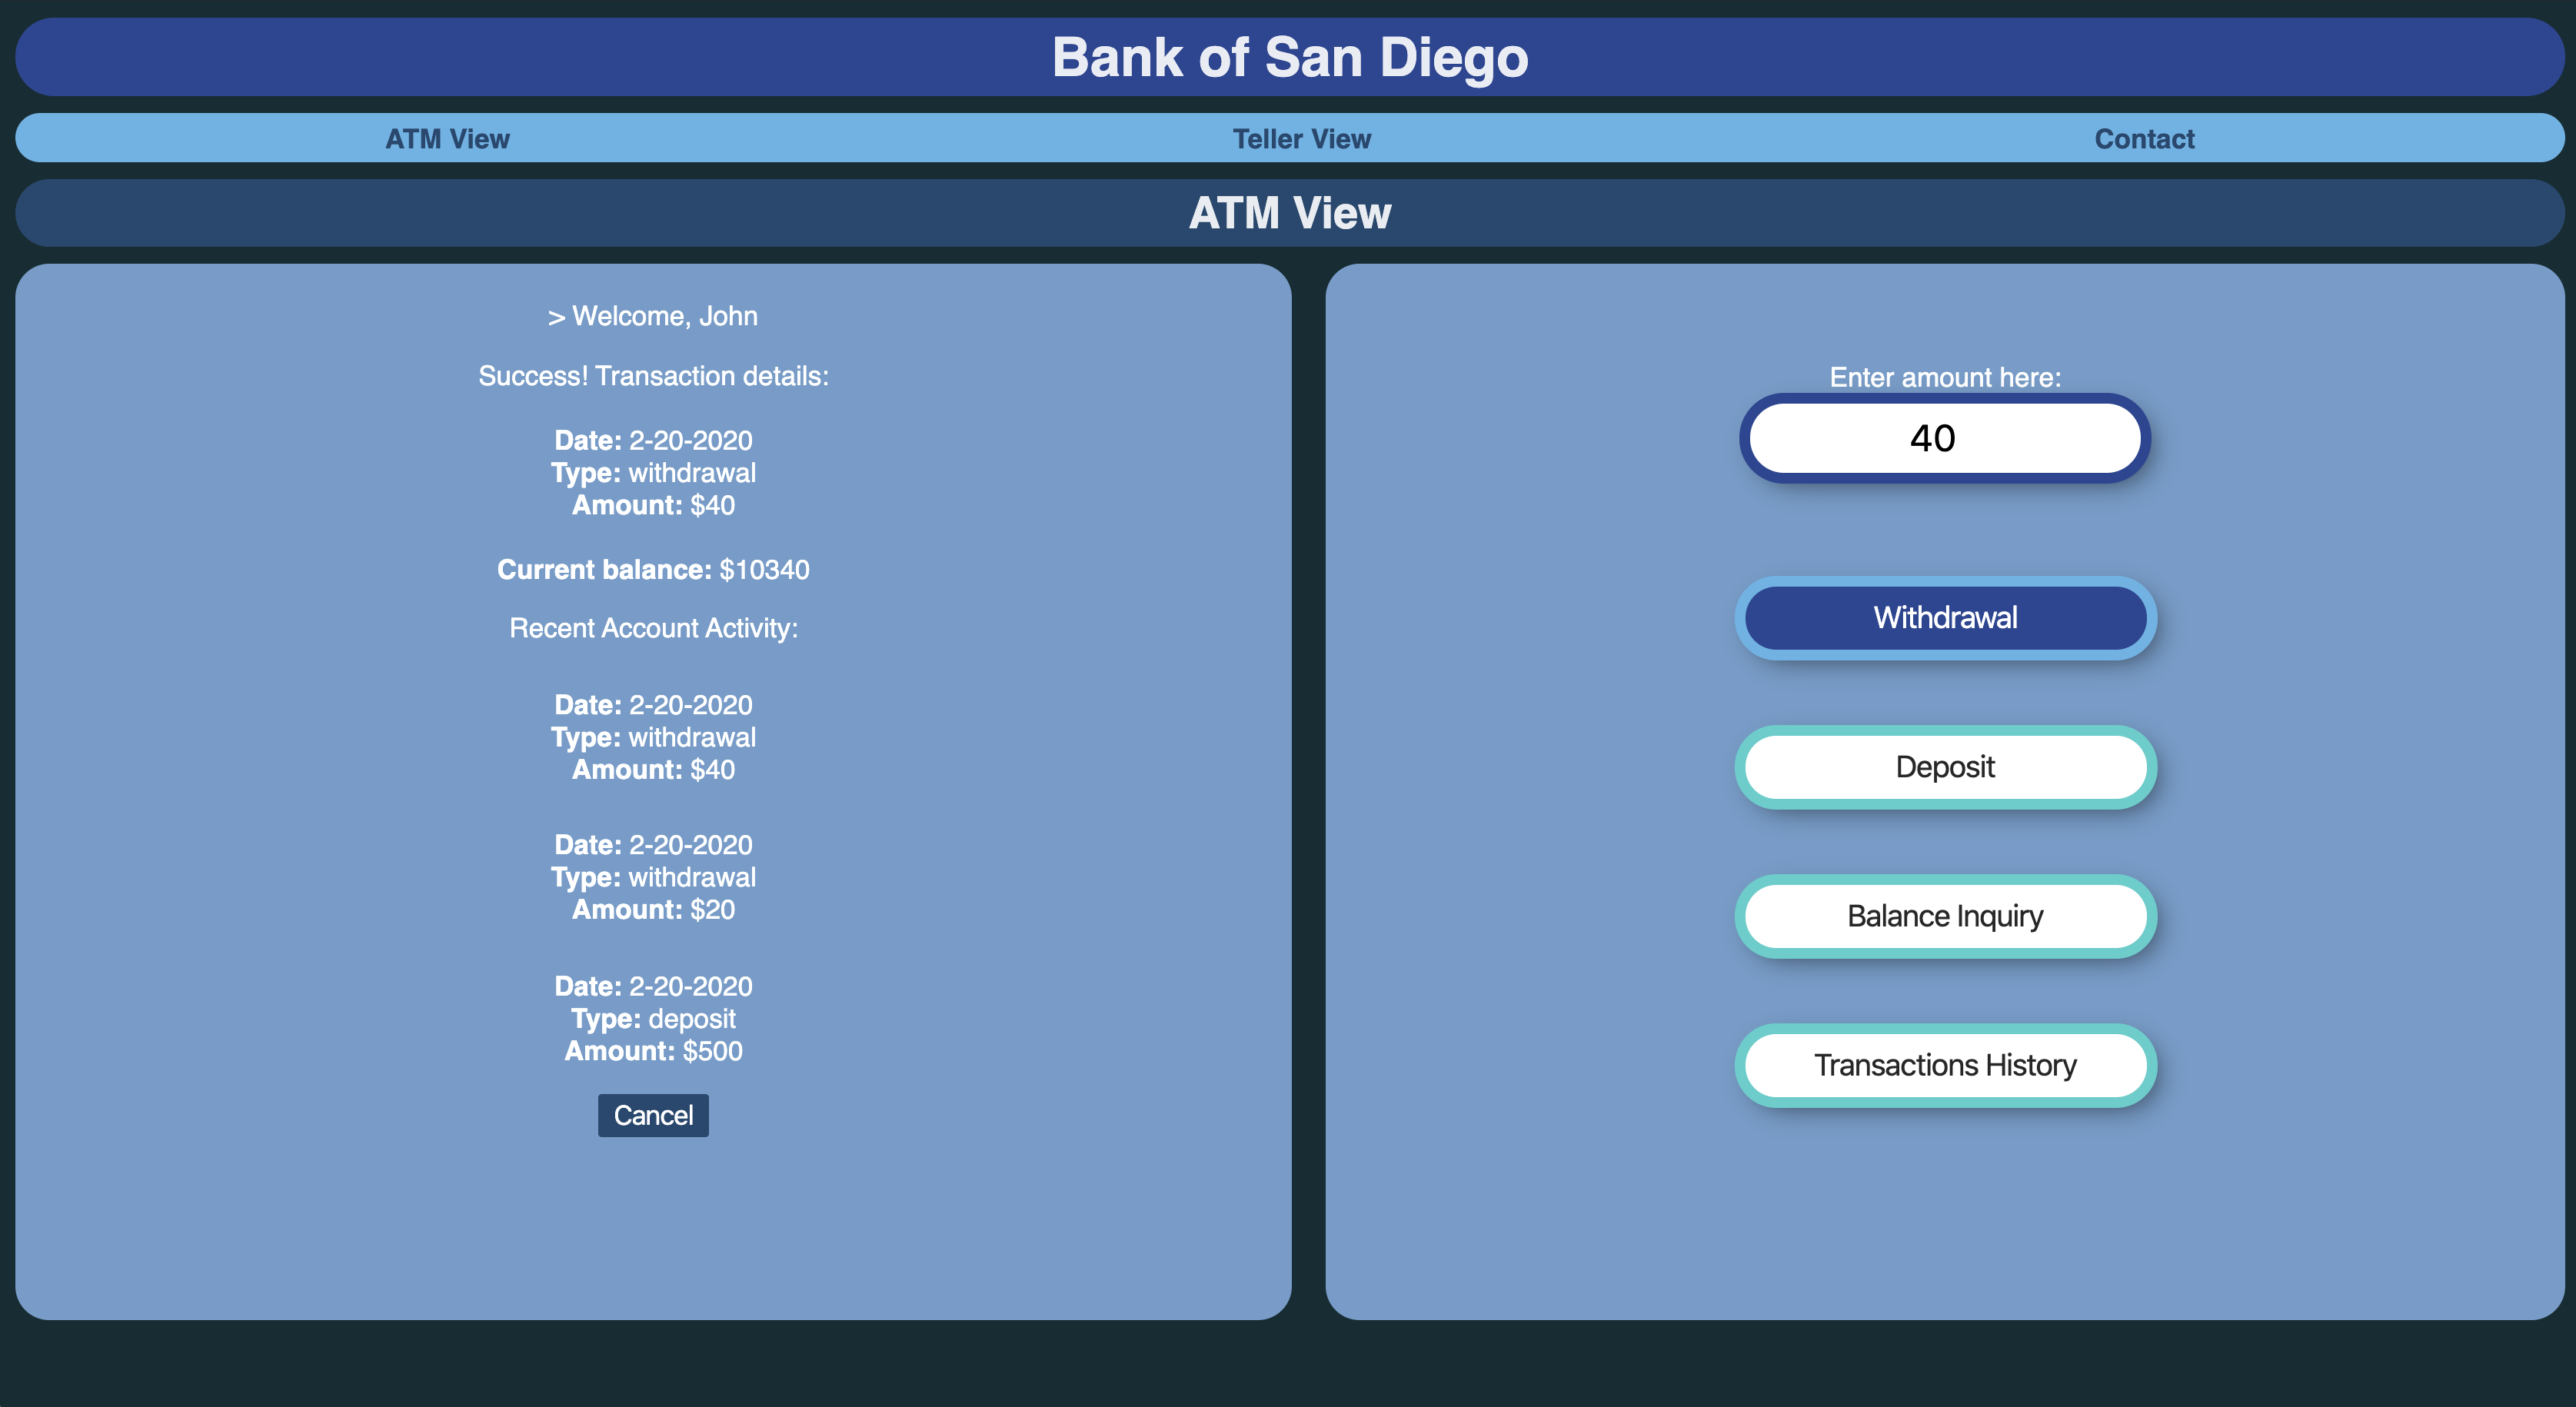 Bank of San Diego
ATM View Teller View Contact
ATM View
> Welcome, John
Success! Transaction details:
Date: 2-20-2020
Type: withdrawal
Amount: $40
Current balance: $10340
Recent Account Activity:
Date: 2-20-2020
Type: withdrawal
Amount: $40
Date: 2-20-2020
Type: withdrawal
Amount: $20
Date: 2-20-2020
Type: deposit
Amount: $500
Cancel
Enter amount here:
40
Withdrawal
Deposit
Balance Inquiry
Transactions History